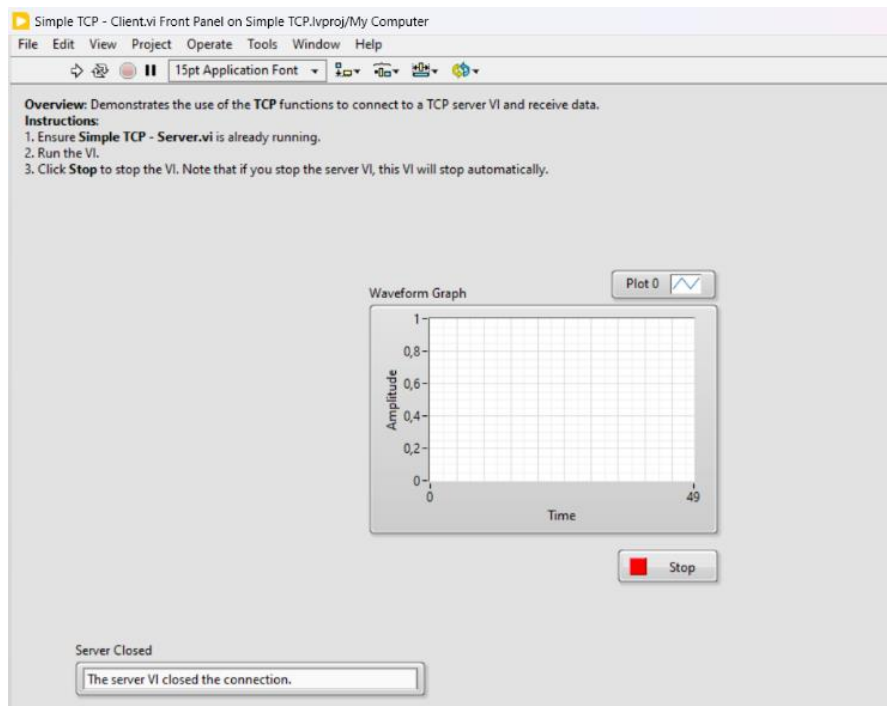 Simple TCP - Client.vi Front Panel on Simple TCP.lvproj/My Computer
File Edit View Project Operate Tools Window Help
15pt Application Font
Overview: Demonstrates the use of the TCP functions to connect to a TCP server VI and receive data.
Instructions:
1. Ensure Simple TCP - Server.vi is already running.
2. Run the VI.
3. Click Stop to stop the VI. Note that if you stop the server VI, this VI will stop automatically.
Waveform Graph
Plot 0
1
0,8
0,6
0,4
0,2
0
Amplitude
0
49
Time
Stop
Server Closed
The server VI closed the connection.